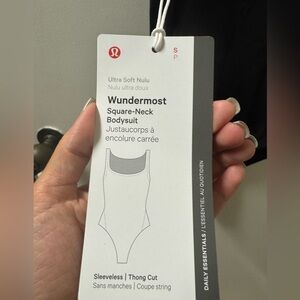 S
P
Ultra Soft Nulu
Nulu ultra doux
Wundermost
Square-Neck
Bodysuit
Justaucorps à
encolure carrée
Sleeveless | Thong Cut
Sans manches | Coupe string
DAILY ESSENTIALS / L'ESSENTIEL AU QUOTIDIEN